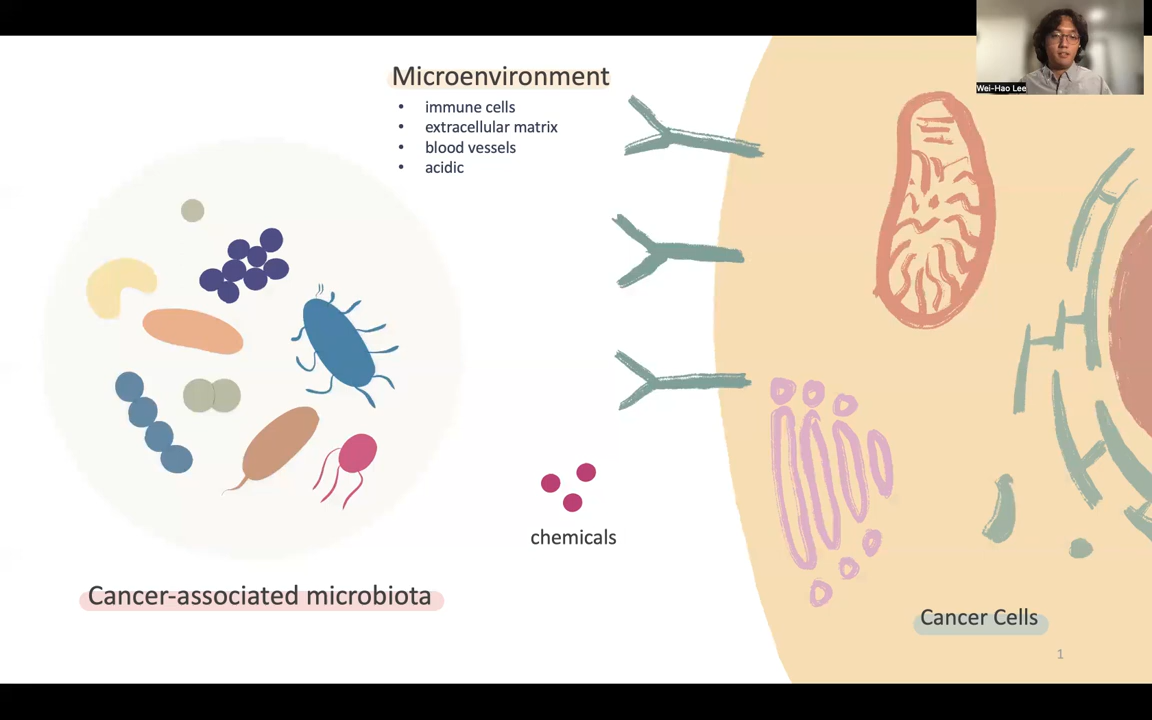 Microenvironment
• immune cells
• extracellular matrix
• blood vessels
• acidic
Wei-Hao Lee
chemicals
Cancer-associated microbiota
Cancer Cells
1